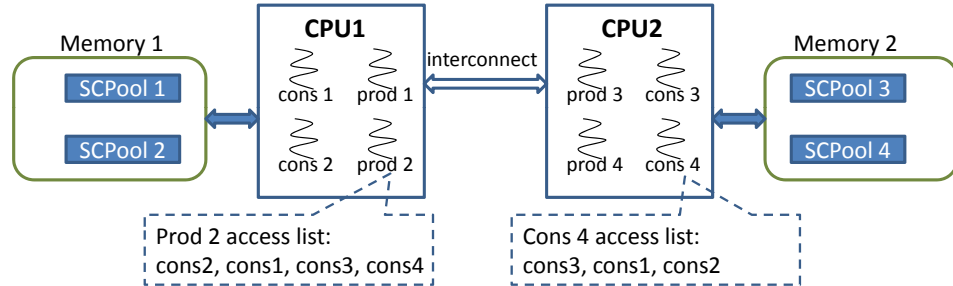 CPU1
CPU2
Memory 1
interconnect
Memory 2
SCPool 1
SCPool 2
cons 1
prod 1
cons 2
prod 2
prod 3
cons 3
prod 4
cons 4
SCPool 3
SCPool 4
Prod 2 access list:
cons2, cons1, cons3, cons4
Cons 4 access list:
cons3, cons1, cons2